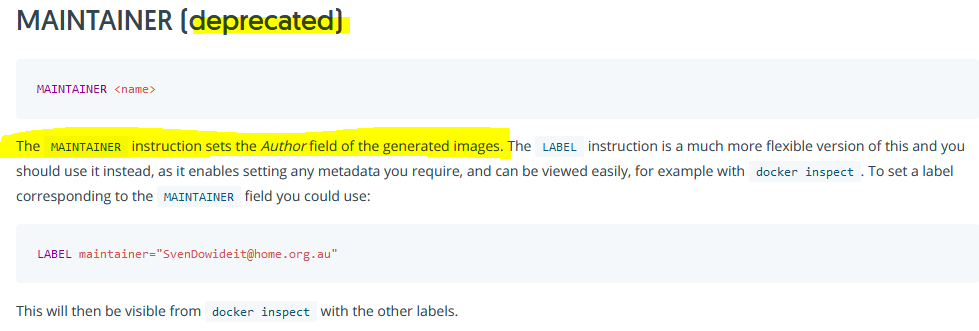 MAINTAINER (deprecated)
MAINTAINER <name>
The MAINTAINER instruction sets the Author field of the generated images. The LABEL instruction is a much more flexible version of this and you
should use it instead, as it enables setting any metadata you require, and can be viewed easily, for example with docker inspect. To set a label
corresponding to the MAINTAINER field you could use:
LABEL maintainer="SvenDowideit@home.org.au"
This will then be visible from docker inspect with the other labels.